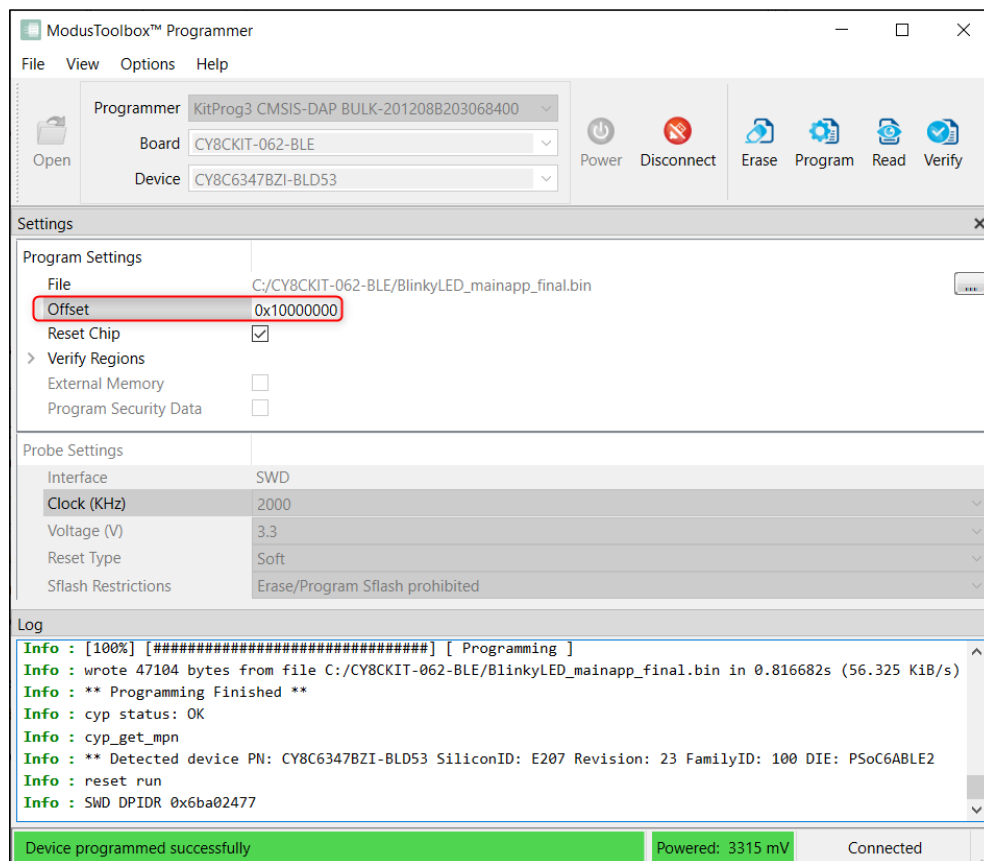 ModusToolbox™ Programmer
File View Options Help
Open
Programmer KitProg3 CMSIS-DAP BULK-201208B203068400
Board CY8CKIT-062-BLE
Device CY8C6347BZI-BLD53
Power Disconnect Erase Program Read Verify
Settings
Program Settings
File C:/CY8CKIT-062-BLE/BlinkyLED_mainapp_final.bin ...
Offset 0x10000000
Reset Chip
Verify Regions
External Memory
Program Security Data
Probe Settings
Interface SWD
Clock (KHz) 2000
Voltage (V) 3.3
Reset Type Soft
Sflash Restrictions Erase/Program Sflash prohibited
Log
Info : [100%] [################################] [ Programming ]
Info : wrote 47104 bytes from file C:/CY8CKIT-062-BLE/BlinkyLED_mainapp_final.bin in 0.816682s (56.325 KiB/s)
Info : ** Programming Finished **
Info : cyp status: OK
Info : cyp_get_mpn
Info : ** Detected device PN: CY8C6347BZI-BLD53 SiliconID: E207 Revision: 23 FamilyID: 100 DIE: PSoC6ABLE2
Info : reset run
Info : SWD DPIDR 0x6ba02477
Device programmed successfully Powered: 3315 mV Connected